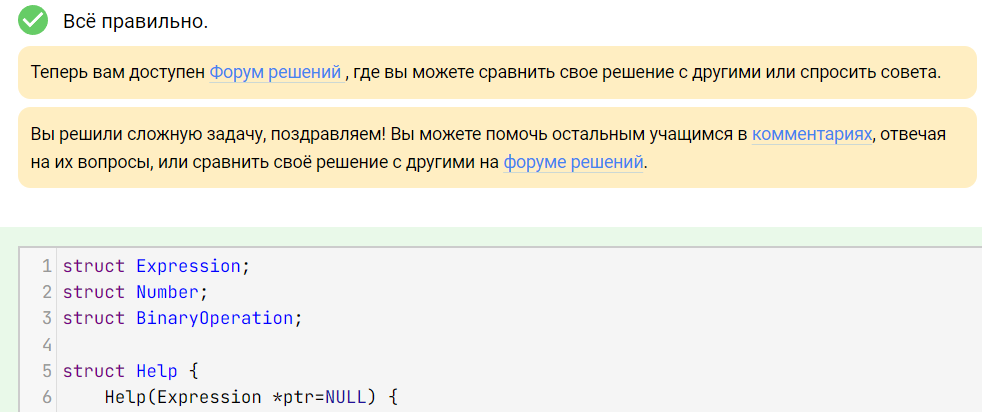 Всё правильно.
Теперь вам доступен Форум решений , где вы можете сравнить свое решение с другими или спросить совета.
Вы решили сложную задачу, поздравляем! Вы можете помочь остальным учащимся в комментариях, отвечая
на их вопросы, или сравнить своё решение с другими на форуме решений.
1 struct Expression;
2 struct Number;
3 struct BinaryOperation;
4
5 struct Help {
6     Help(Expression *ptr=NULL) {